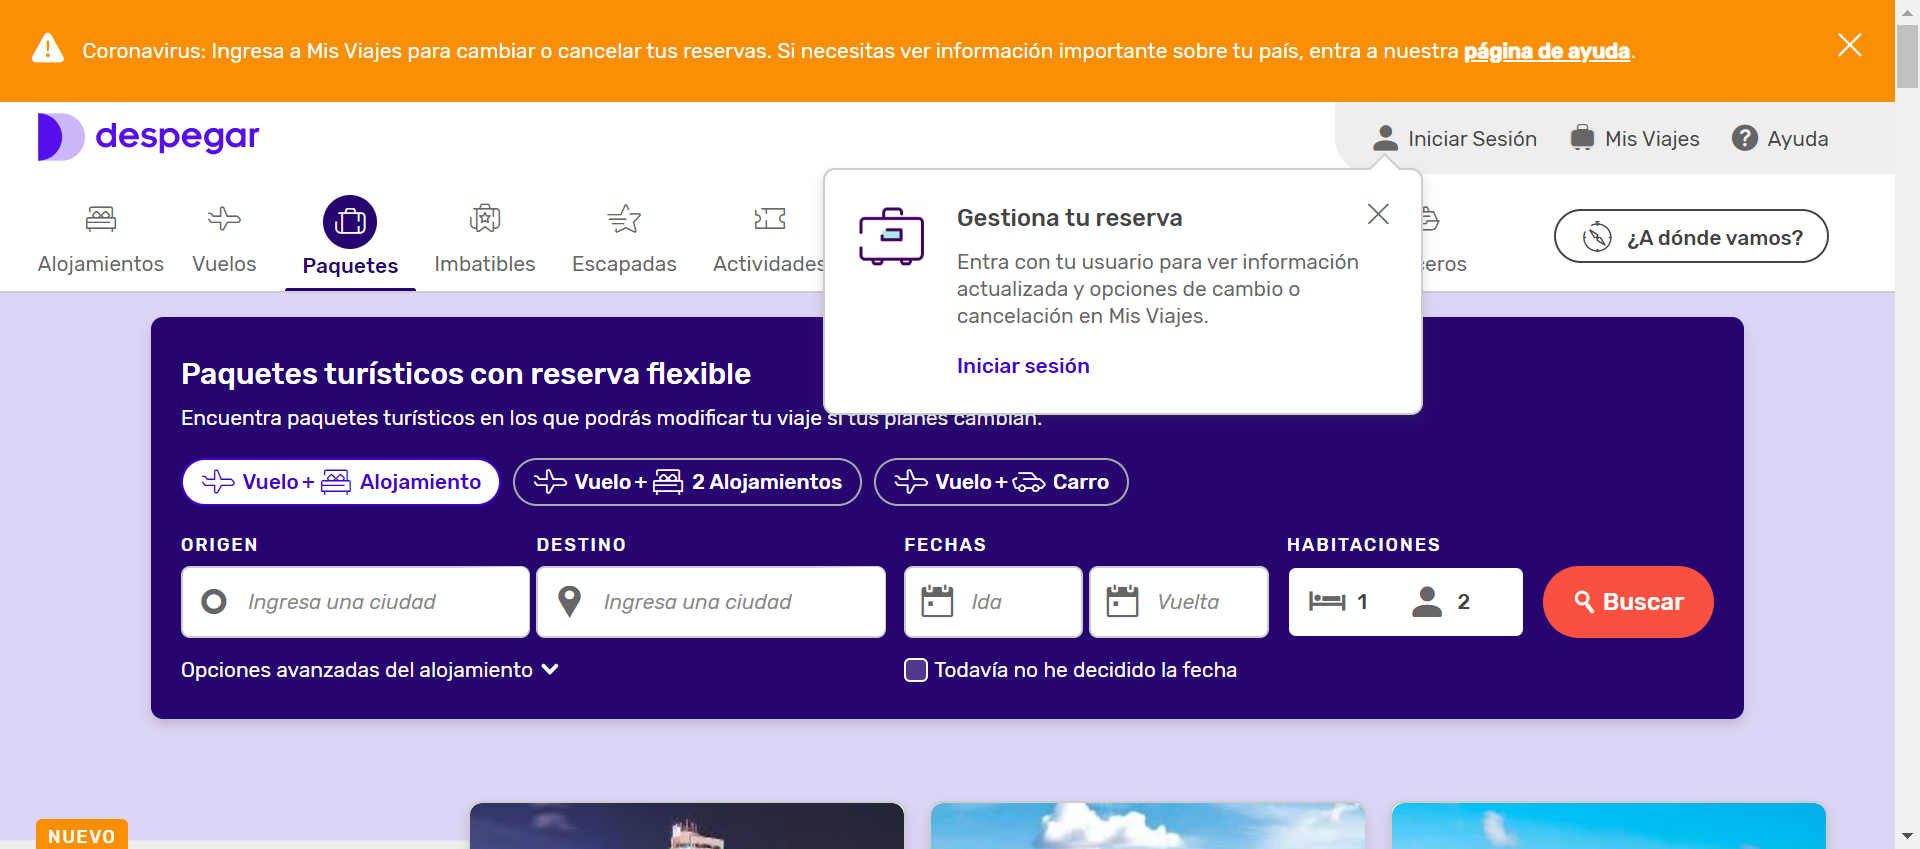 Coronavirus: Ingresa a Mis Viajes para cambiar o cancelar tus reservas. Si necesitas ver información importante sobre tu país, entra a nuestra página de ayuda.
despegar
Iniciar Sesión
Mis Viajes
Ayuda
Alojamientos
Vuelos
Paquetes
Imbatibles
Escapadas
Actividades
ceros
¿A dónde vamos?
Gestiona tu reserva
Entra con tu usuario para ver información
actualizada y opciones de cambio o
cancelación en Mis Viajes.
Iniciar sesión
Paquetes turísticos con reserva flexible
Encuentra paquetes turísticos en los que podrás modificar tu viaje si tus planes cambian.
Vuelo + Alojamiento
Vuelo + 2 Alojamientos
Vuelo + Carro
ORIGEN
DESTINO
FECHAS
HABITACIONES
Ingresa una ciudad
Ingresa una ciudad
Ida
Vuelta
1
2
Buscar
Opciones avanzadas del alojamiento
Todavía no he decidido la fecha
NUEVO